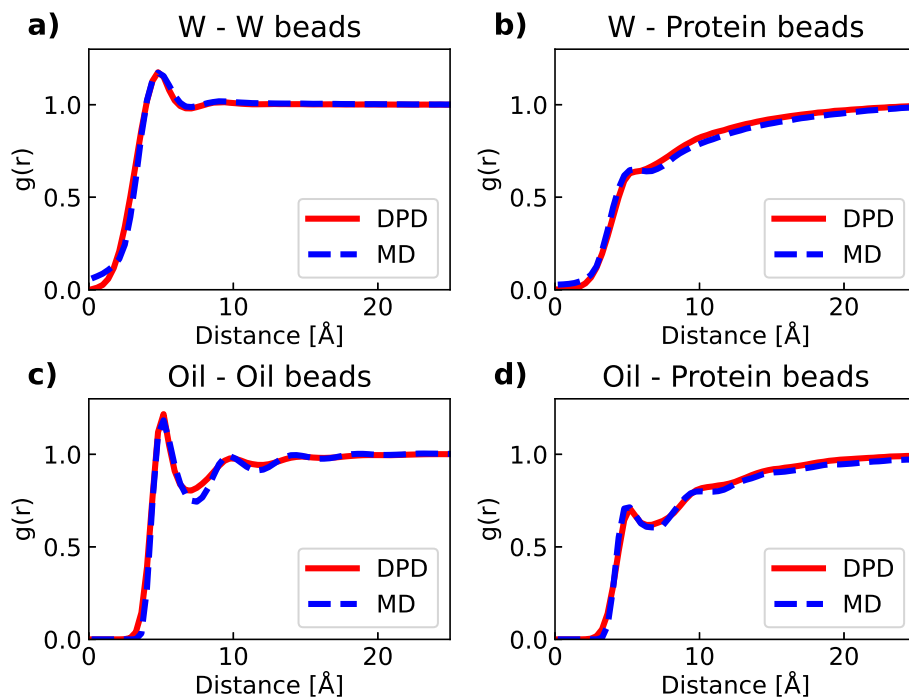 a)
W - W beads
1.0
0.5
0.0
g(r)
DPD
MD
0
10
20
Distance [Å]
b)
W - Protein beads
1.0
0.5
0.0
g(r)
DPD
MD
0
10
20
Distance [Å]
c)
Oil - Oil beads
1.0
0.5
0.0
g(r)
DPD
MD
0
10
20
Distance [Å]
d)
Oil - Protein beads
1.0
0.5
0.0
g(r)
DPD
MD
0
10
20
Distance [Å]